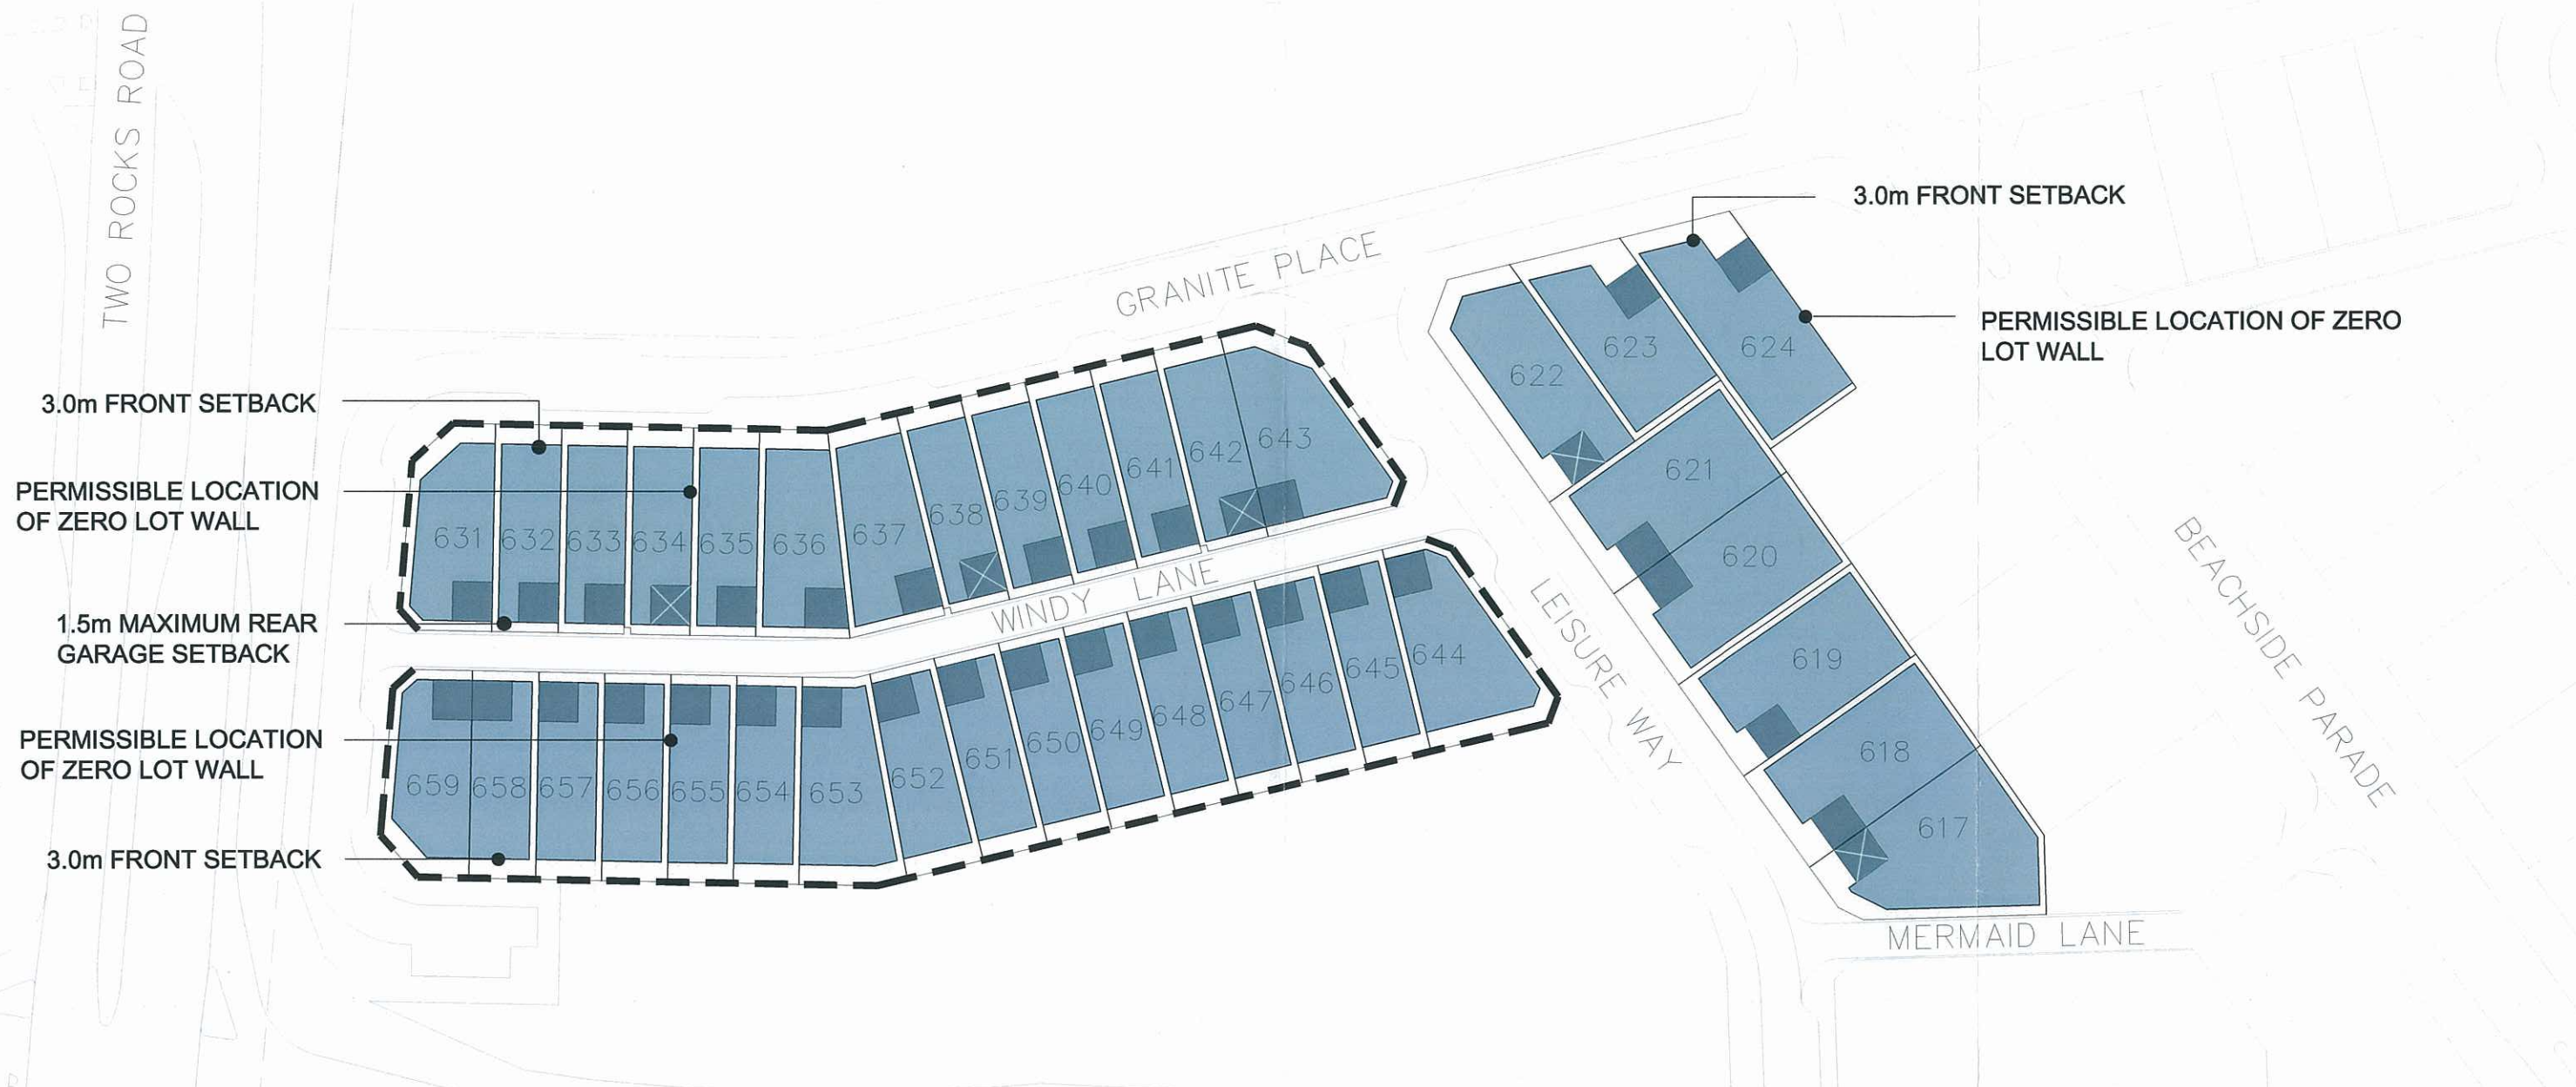 TWO ROCKS ROAD
GRANITE PLACE
3.0m FRONT SETBACK
PERMISSIBLE LOCATION OF ZERO
LOT WALL
3.0m FRONT SETBACK
PERMISSIBLE LOCATION
OF ZERO LOT WALL
1.5m MAXIMUM REAR
GARAGE SETBACK
PERMISSIBLE LOCATION
OF ZERO LOT WALL
3.0m FRONT SETBACK
631
632
633
634
635
636
637
638
639
640
641
642
643
WINDY LANE
659
658
657
656
655
654
653
652
651
650
649
648
647
646
645
644
LEISURE WAY
622
623
624
621
620
619
618
617
BEACHSIDE PARADE
MERMAID LANE